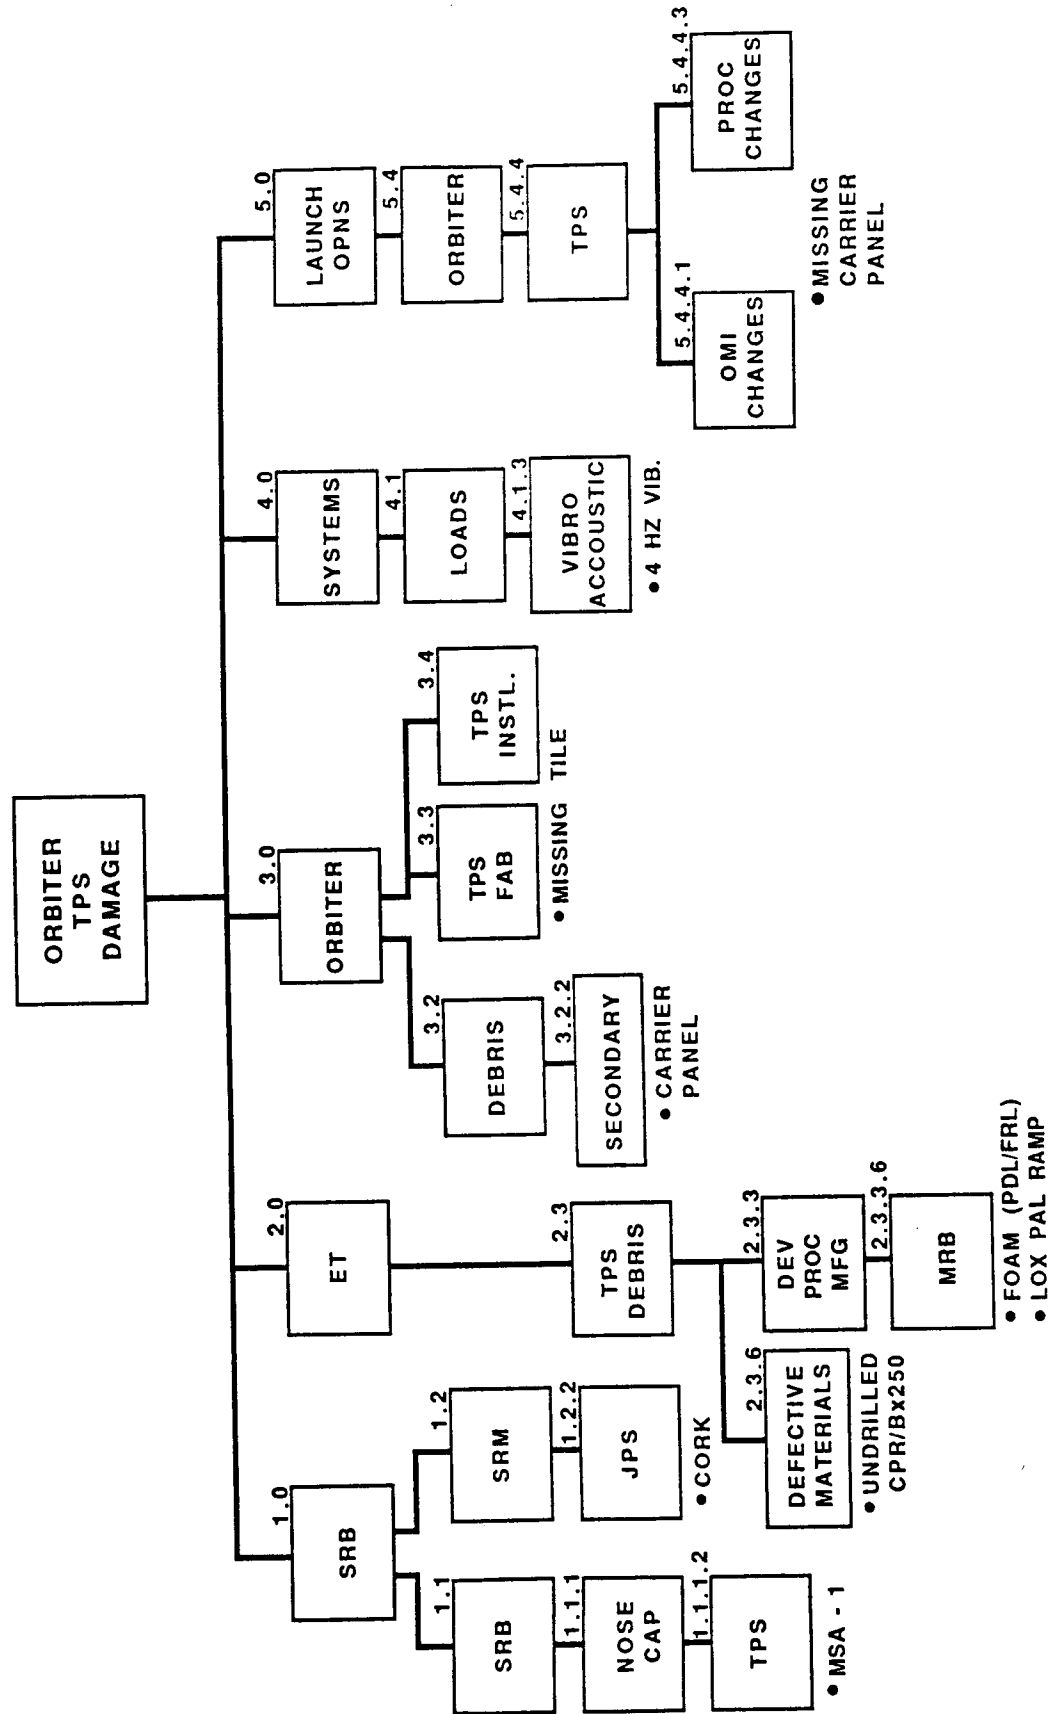 ORBITER
TPS
DAMAGE
1.0
SRB
1.1
SRB
1.1.1
NOSE
CAP
1.1.1.2
TPS
● MSA - 1
1.2
SRM
1.2.2
JPS
● CORK
2.0
ET
2.3
TPS
DEBRIS
2.3.6
DEFECTIVE
MATERIALS
● UNDRILLED
CPR/Bx250
2.3.3
DEV
PROC
MFG
2.3.3.6
MRB
● FOAM (PDL/FRL)
● LOX PAL RAMP
3.0
ORBITER
3.2
DEBRIS
3.2.2
SECONDARY
● CARRIER
PANEL
3.3
TPS
FAB
3.4
TPS
INSTL.
● MISSING TILE
4.0
SYSTEMS
4.1
LOADS
4.1.3
VIBRO
ACCOUSTIC
● 4 HZ VIB.
5.0
LAUNCH
OPNS
5.4
ORBITER
5.4.4
TPS
5.4.4.1
OMI
CHANGES
5.4.4.3
PROC
CHANGES
● MISSING
CARRIER
PANEL